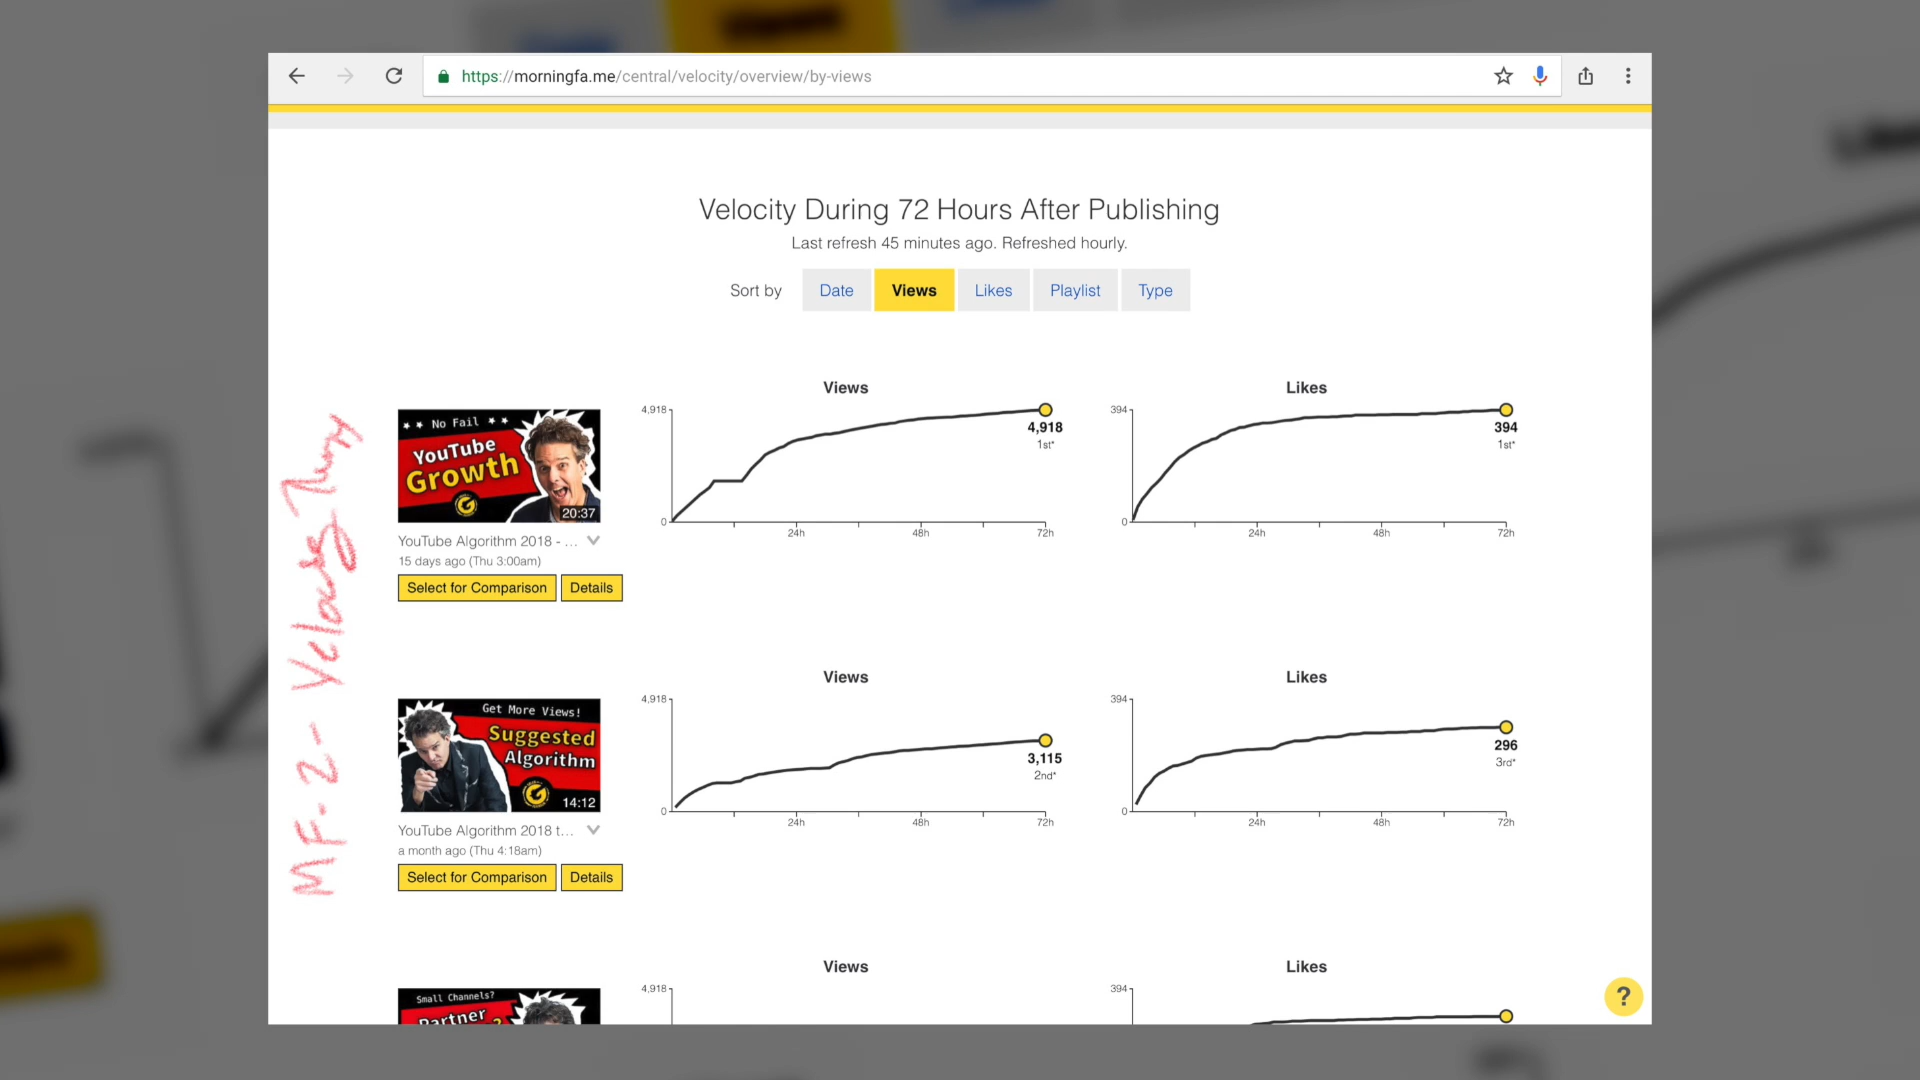 https://morningfa.me/central/velocity/overview/by-views
Velocity During 72 Hours After Publishing
Last refresh 45 minutes ago. Refreshed hourly.
Sort by Date Views Likes Playlist Type
MF-2- Velocity
Views
Likes
★ ★ No Fail ★ ★
YouTube
Growth
20:37
YouTube Algorithm 2018 - ...
15 days ago (Thu 3:00am)
Select for Comparison Details
4,918
0
24h 48h 72h
4,918
1st*
394
0
24h 48h 72h
394
1st*
Views
Likes
Get More Views!
Suggested
Algorithm
14:12
YouTube Algorithm 2018 t...
a month ago (Thu 4:18am)
Select for Comparison Details
4,918
0
24h 48h 72h
3,115
2nd*
394
0
24h 48h 72h
296
3rd*
Views
Likes
Small Channels?
Partner
4,918
394
?